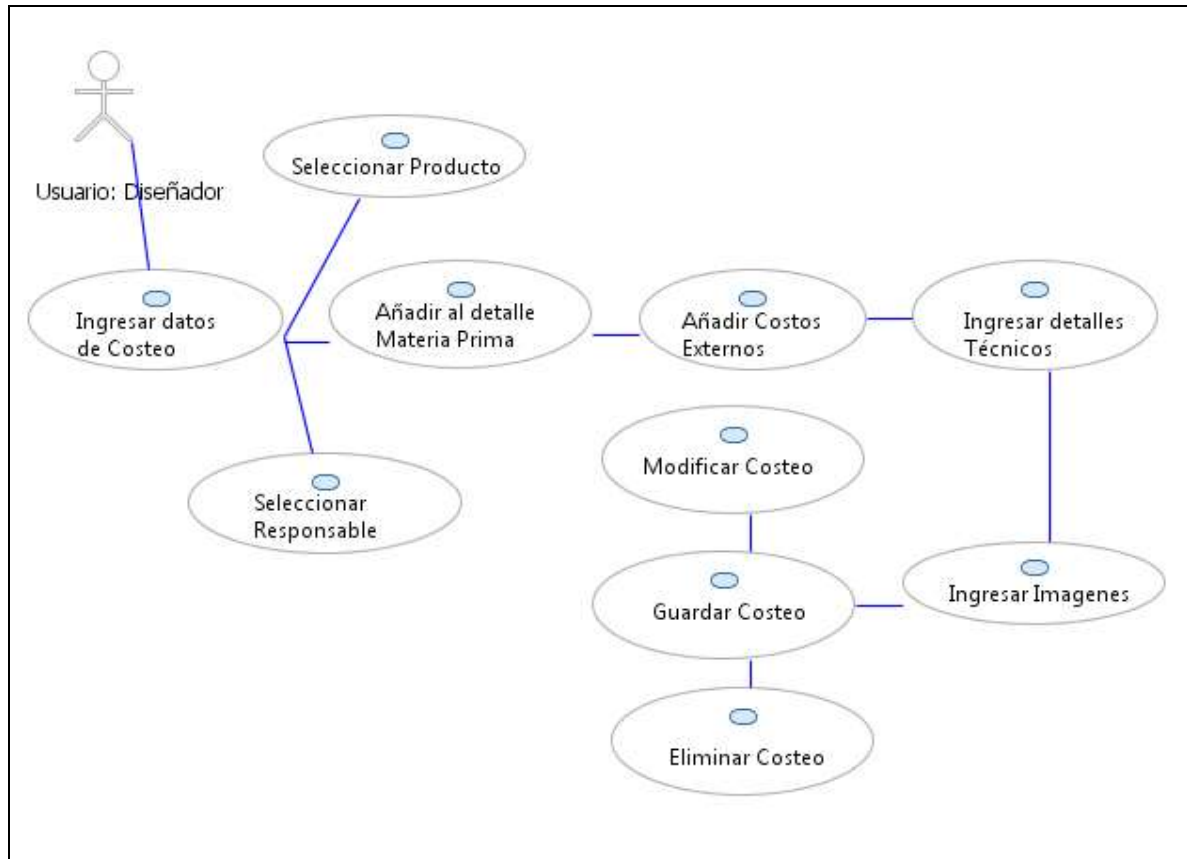 Usuario: Diseñador
Seleccionar Producto
Ingresar datos
de Costeo
Añadir al detalle
Materia Prima
Añadir Costos
Externos
Ingresar detalles
Técnicos
Seleccionar
Responsable
Modificar Costeo
Guardar Costeo
Ingresar Imagenes
Eliminar Costeo